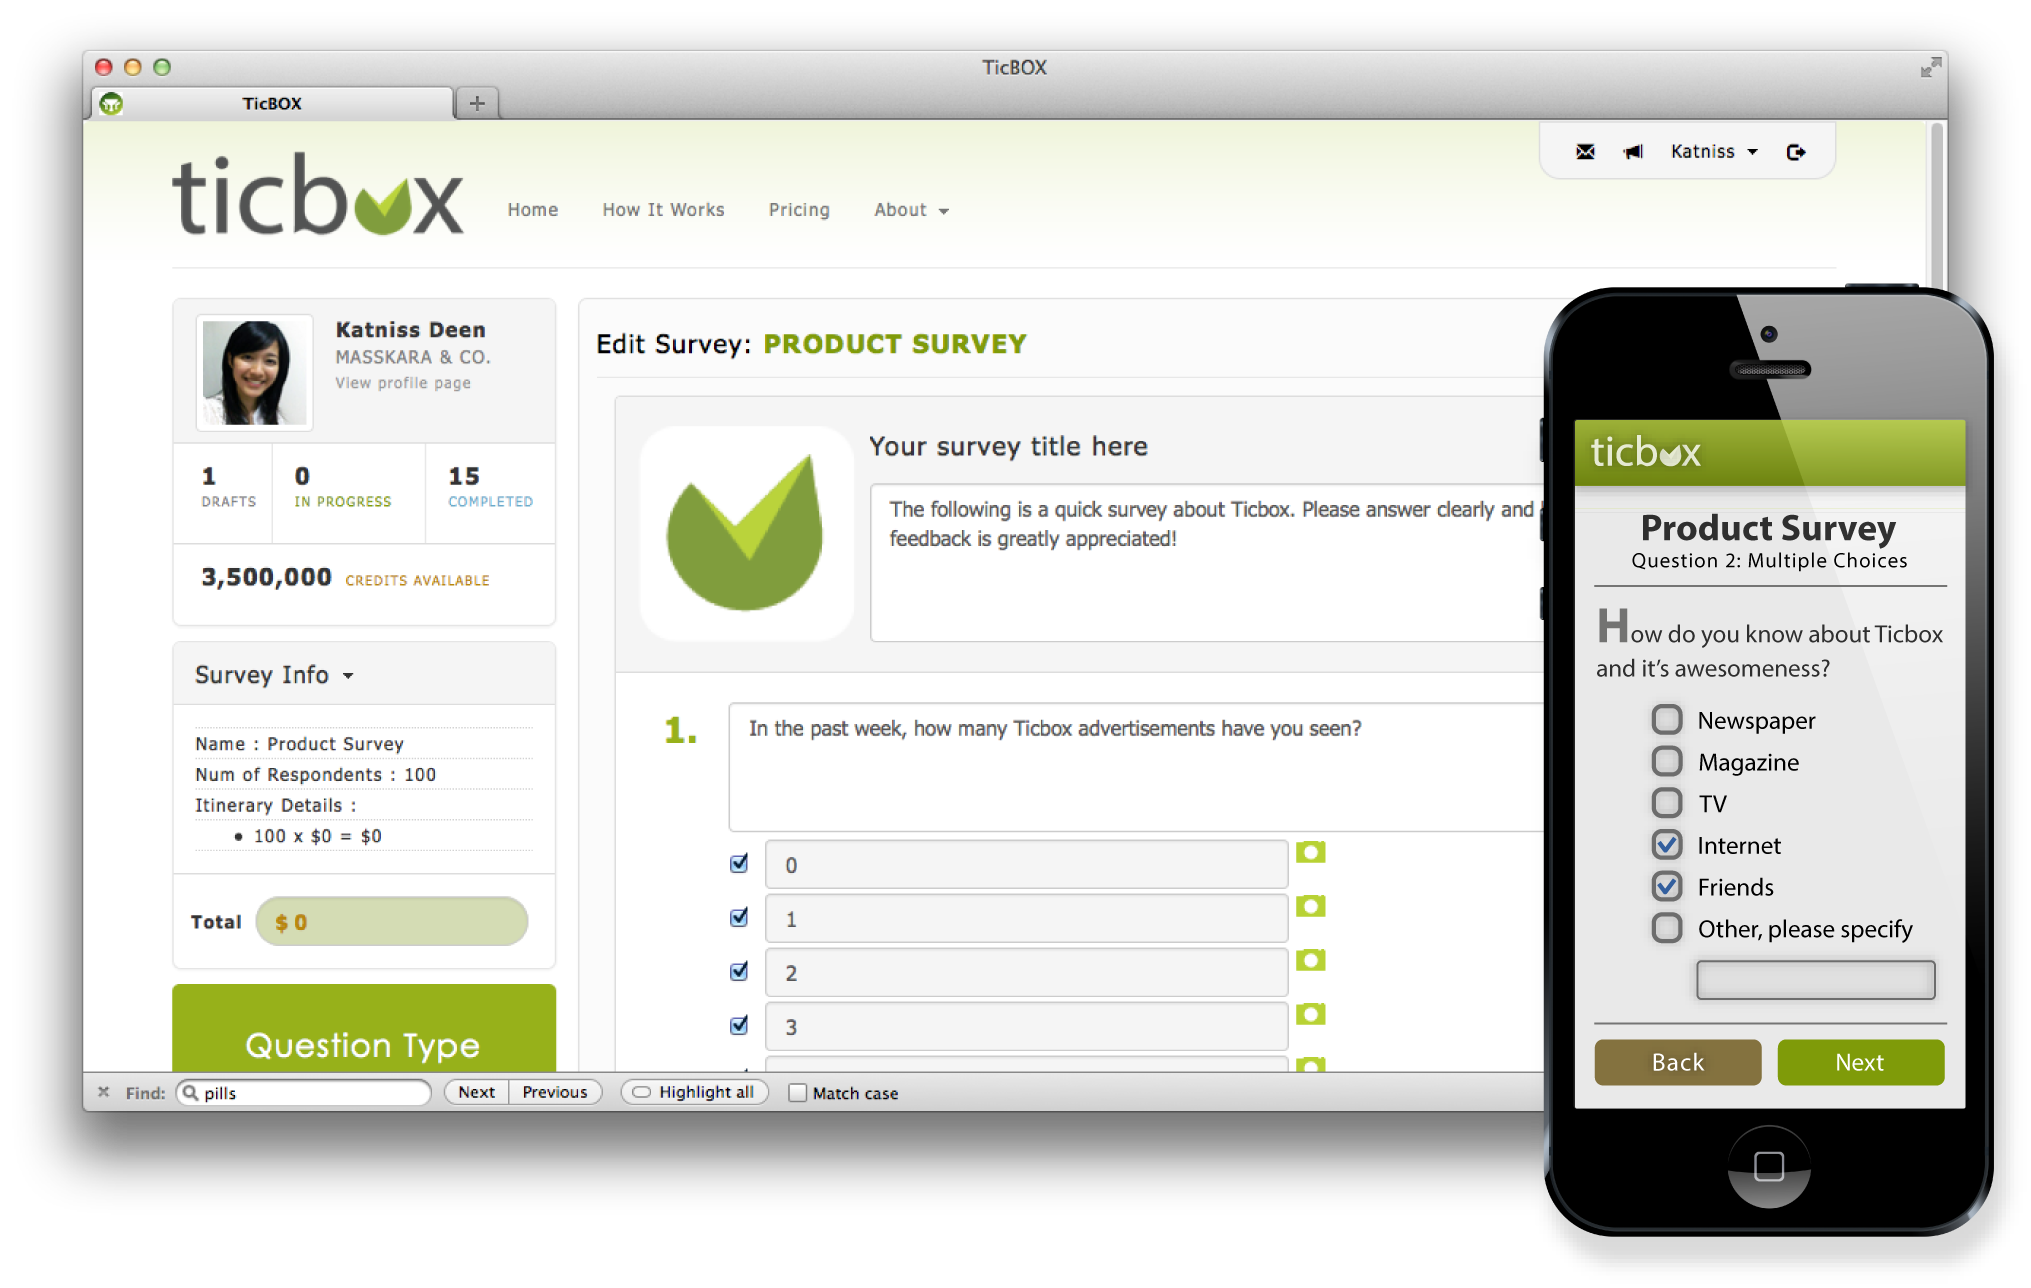 TicBOX
TicBOX
Katniss
ticbox
Home How It Works Pricing About
Katniss Deen
MASSKARA & CO.
View profile page
1 0 15
DRAFTS IN PROGRESS COMPLETED
3,500,000 CREDITS AVAILABLE
Survey Info
Name : Product Survey
Num of Respondents : 100
Itinerary Details :
• 100 x $0 = $0
Total $ 0
Question Type
Edit Survey: PRODUCT SURVEY
Your survey title here
The following is a quick survey about Ticbox. Please answer clearly and
feedback is greatly appreciated!
1. In the past week, how many Ticbox advertisements have you seen?
0
1
2
3
Find: pills Next Previous Highlight all Match case
ticbox
Product Survey
Question 2: Multiple Choices
How do you know about Ticbox
and it's awesomeness?
Newspaper
Magazine
TV
Internet
Friends
Other, please specify
Back Next